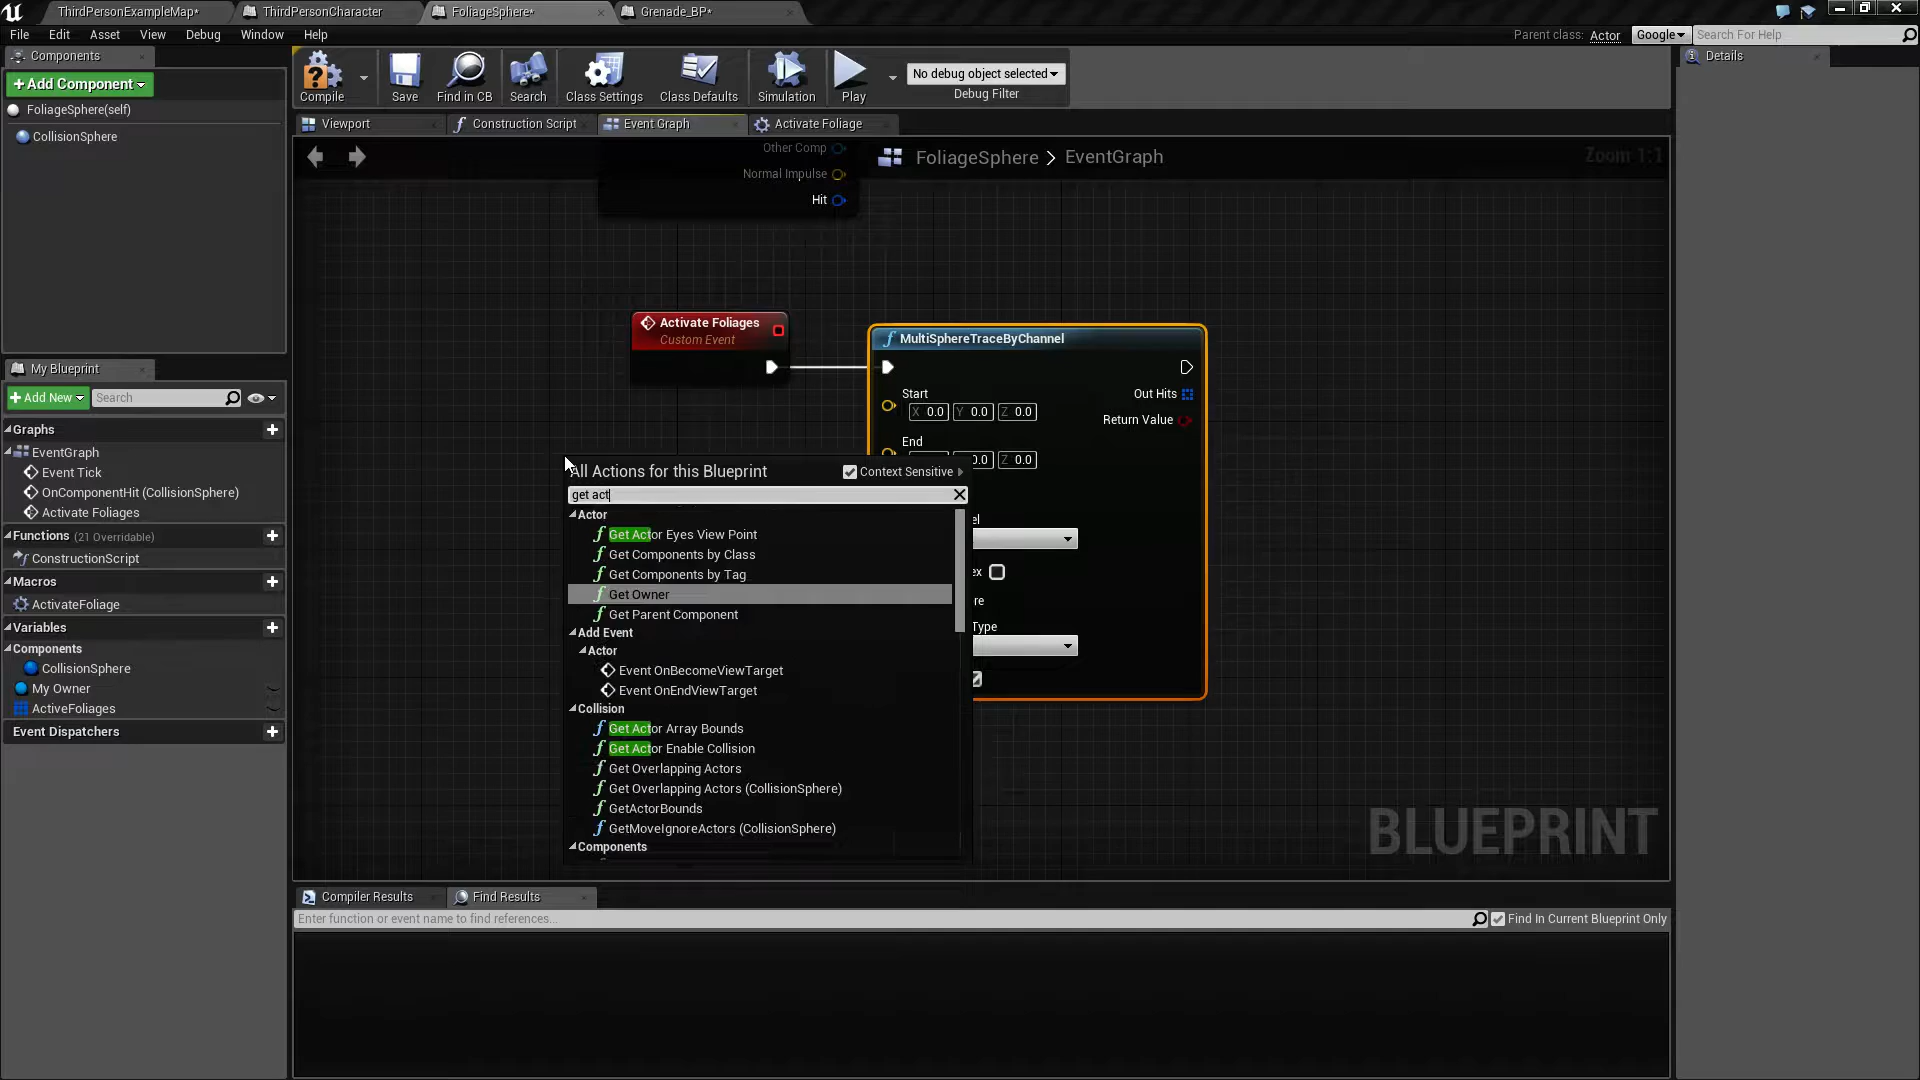 ThirdPersonExampleMap*
ThirdPersonCharacter
FoliageSphere*
Grenade_BP*
File
Edit
Asset
View
Debug
Window
Help
Parent class: Actor
Google
Search For Help
Components
+Add Component
FoliageSphere(self)
CollisionSphere
Compile
Save
Find in CB
Search
Class Settings
Class Defaults
Simulation
Play
No debug object selected
Debug Filter
Details
Viewport
Construction Script
Event Graph
Activate Foliage
FoliageSphere > EventGraph
Zoom 1:1
Other Comp
Normal Impulse
Hit
Activate Foliages
Custom Event
MultiSphereTraceByChannel
Start
X 0.0 Y 0.0 Z 0.0
Out Hits
Return Value
End
0.0 Z 0.0
el
ex
re
Type
All Actions for this Blueprint
Context Sensitive
get act
Actor
Get Actor Eyes View Point
Get Components by Class
Get Components by Tag
Get Owner
Get Parent Component
Add Event
Actor
Event OnBecomeViewTarget
Event OnEndViewTarget
Collision
Get Actor Array Bounds
Get Actor Enable Collision
Get Overlapping Actors
Get Overlapping Actors (CollisionSphere)
GetActorBounds
GetMoveIgnoreActors (CollisionSphere)
Components
BLUEPRINT
My Blueprint
+Add New
Search
Graphs
EventGraph
Event Tick
OnComponentHit (CollisionSphere)
Activate Foliages
Functions (21 Overridable)
ConstructionScript
Macros
ActivateFoliage
Variables
Components
CollisionSphere
My Owner
ActiveFoliages
Event Dispatchers
Compiler Results
Find Results
Enter function or event name to find references...
Find In Current Blueprint Only